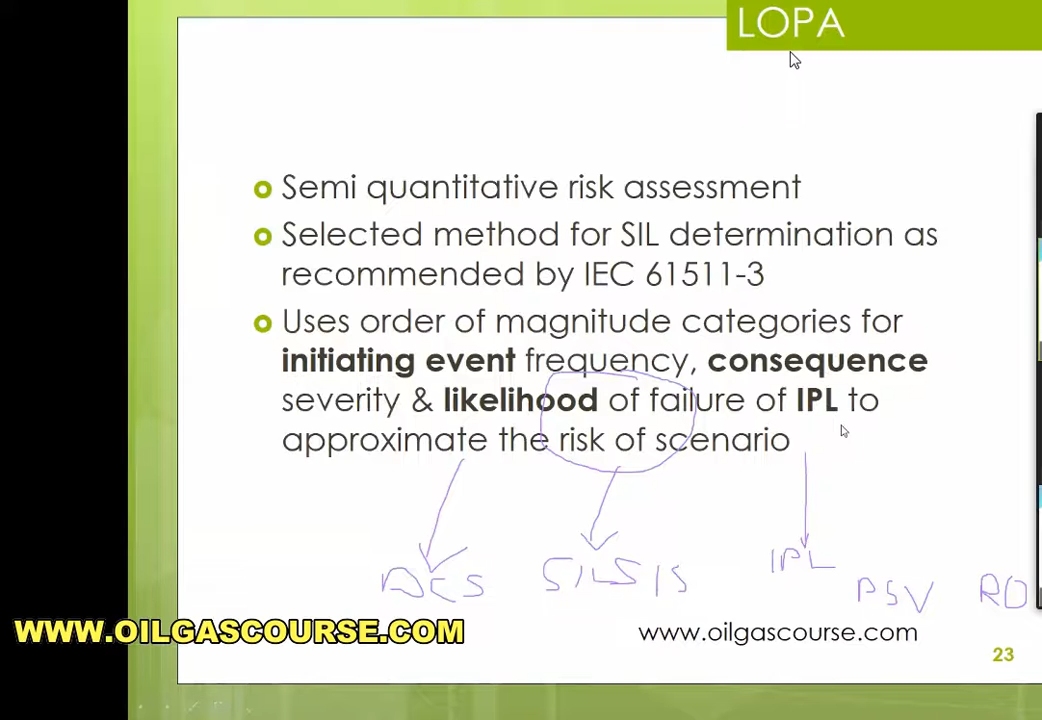 LOPA
Semi quantitative risk assessment
Selected method for SIL determination as
recommended by IEC 61511-3
Uses order of magnitude categories for
initiating event frequency, consequence
severity & likelihood of failure of IPL to
approximate the risk of scenario
IPL
DCS SIL SIS
PSV RD
WWW.OILGASCOURSE.COM
www.oilgascourse.com
23